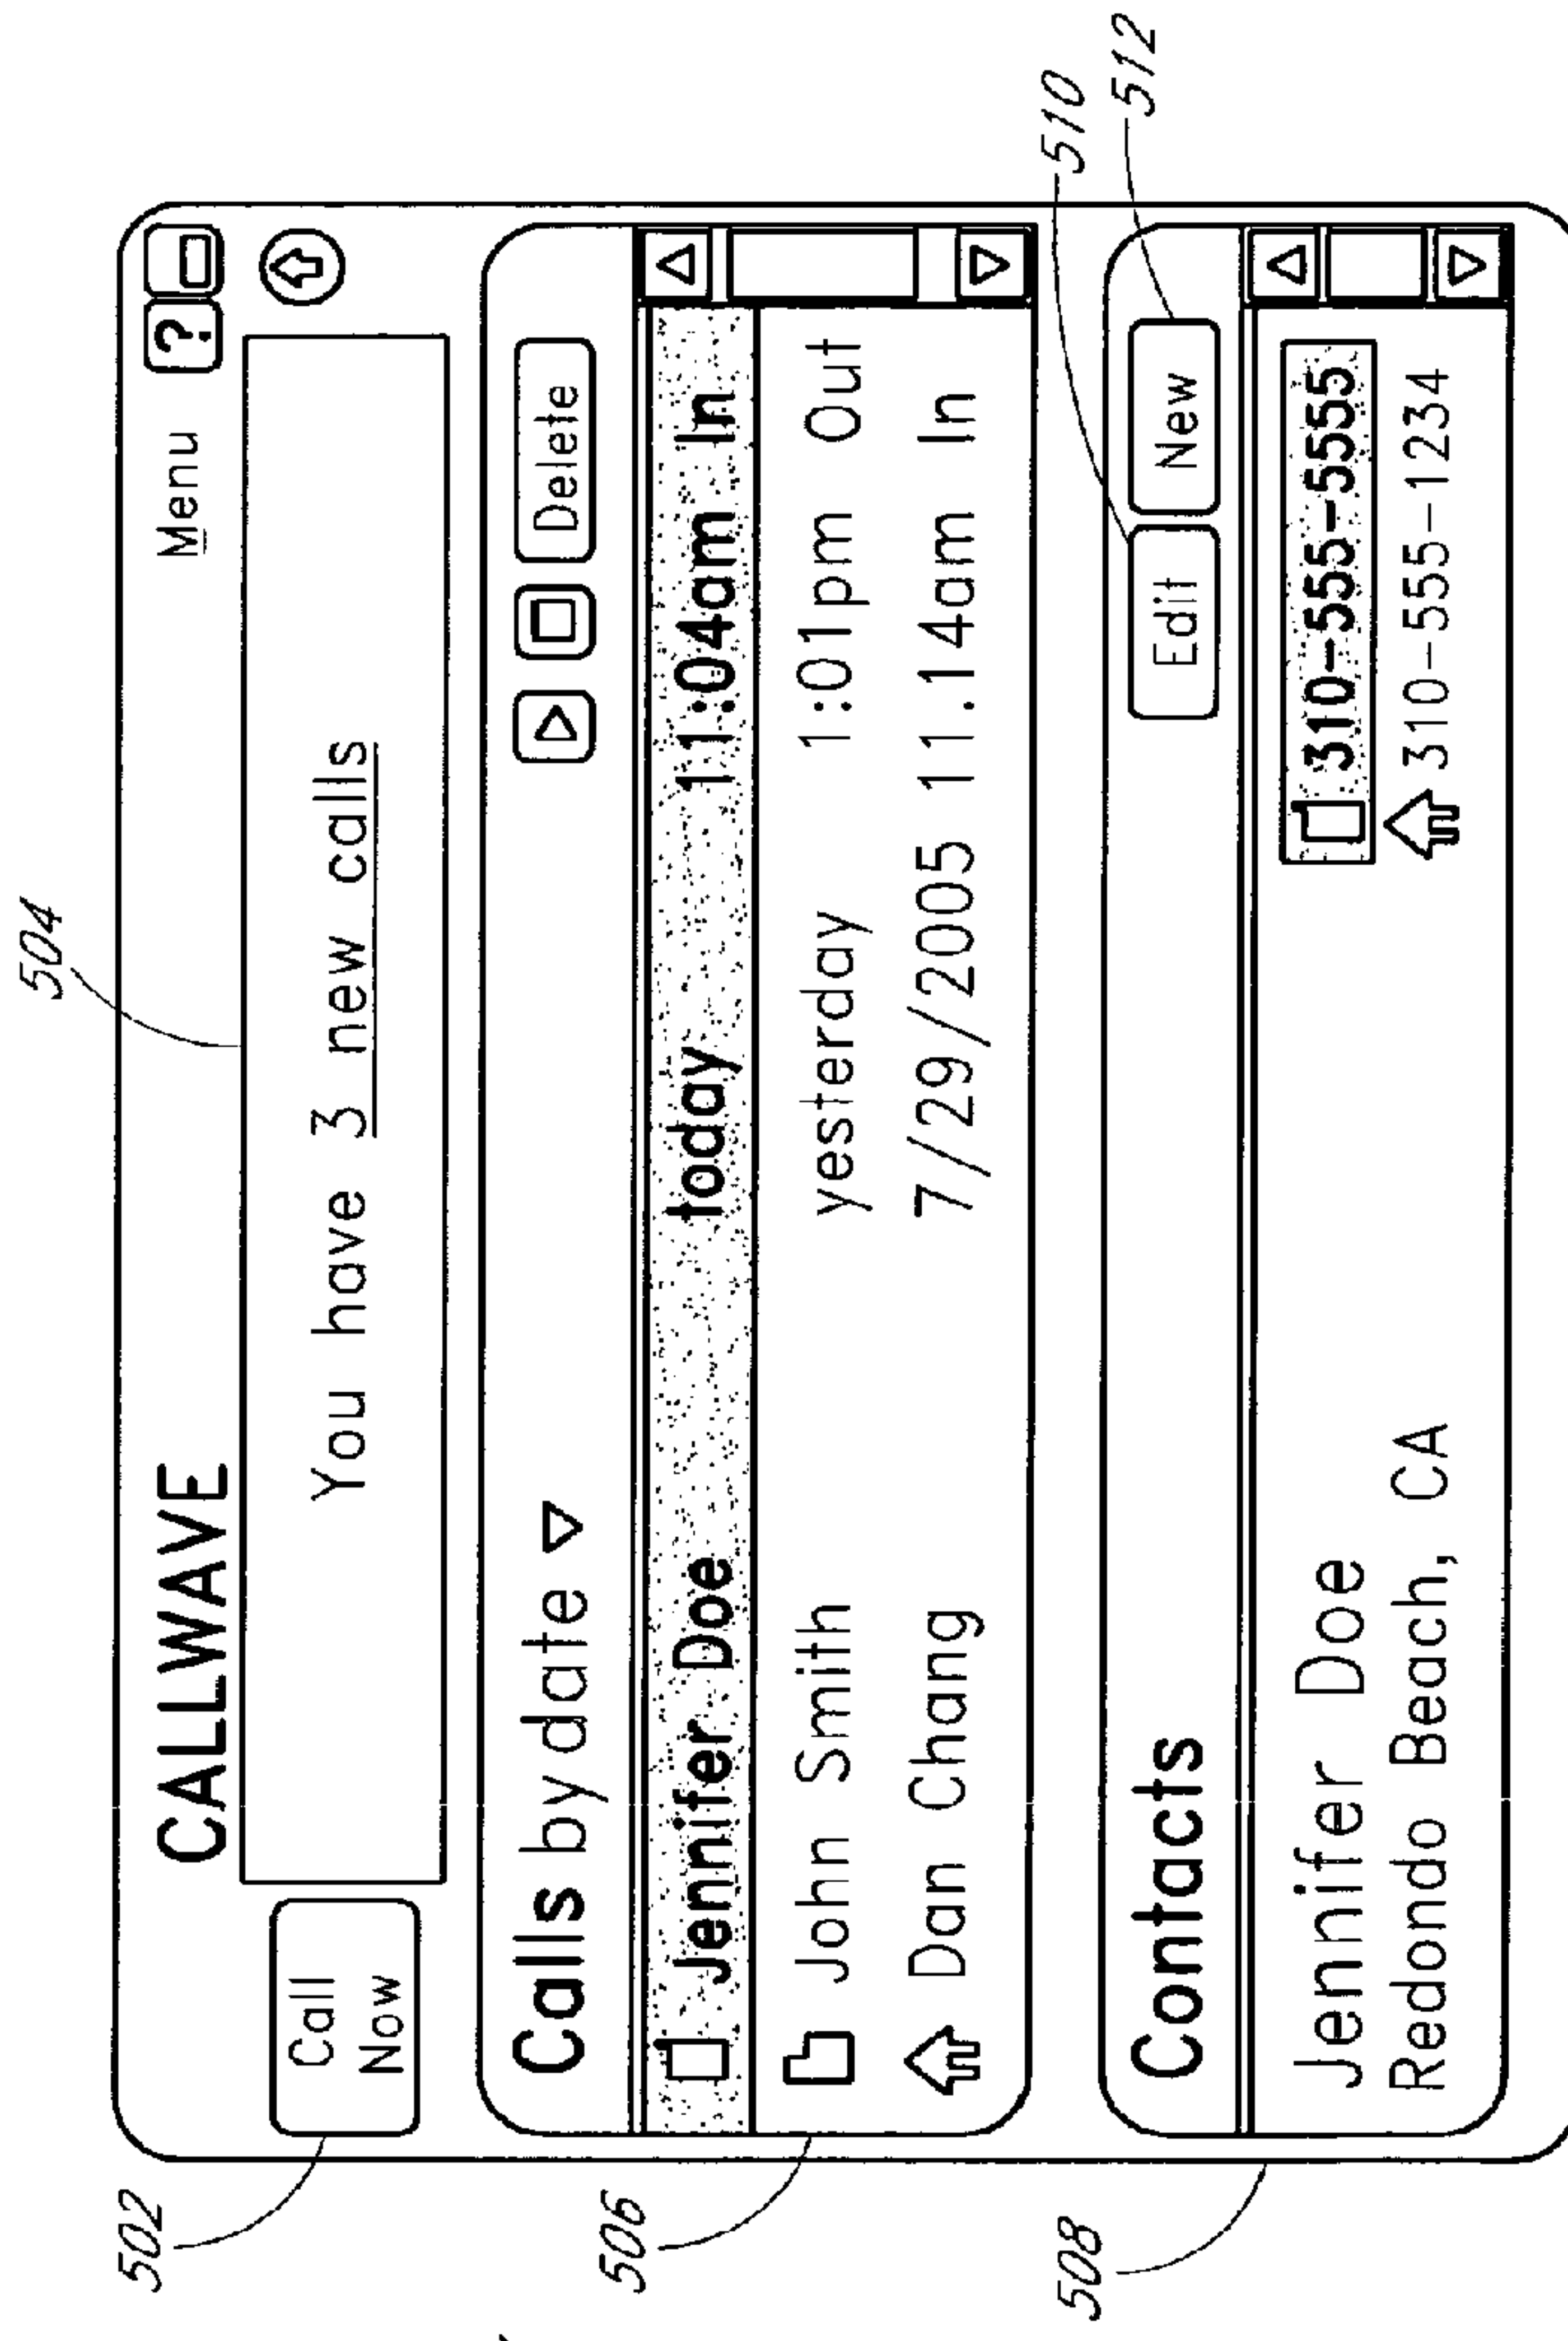 504
CALLWAVE Menu ?
502
Call Now
You have 3 new calls
Calls by date Delete
Jennifer Doe today 11:04am In
506
John Smith yesterday 1:01pm Out
Dan Chang 7/29/2005 11.14am In
510
512
Contacts Edit New
508
Jennifer Doe 310-555-5555
Redondo Beach, CA 310-555-1234